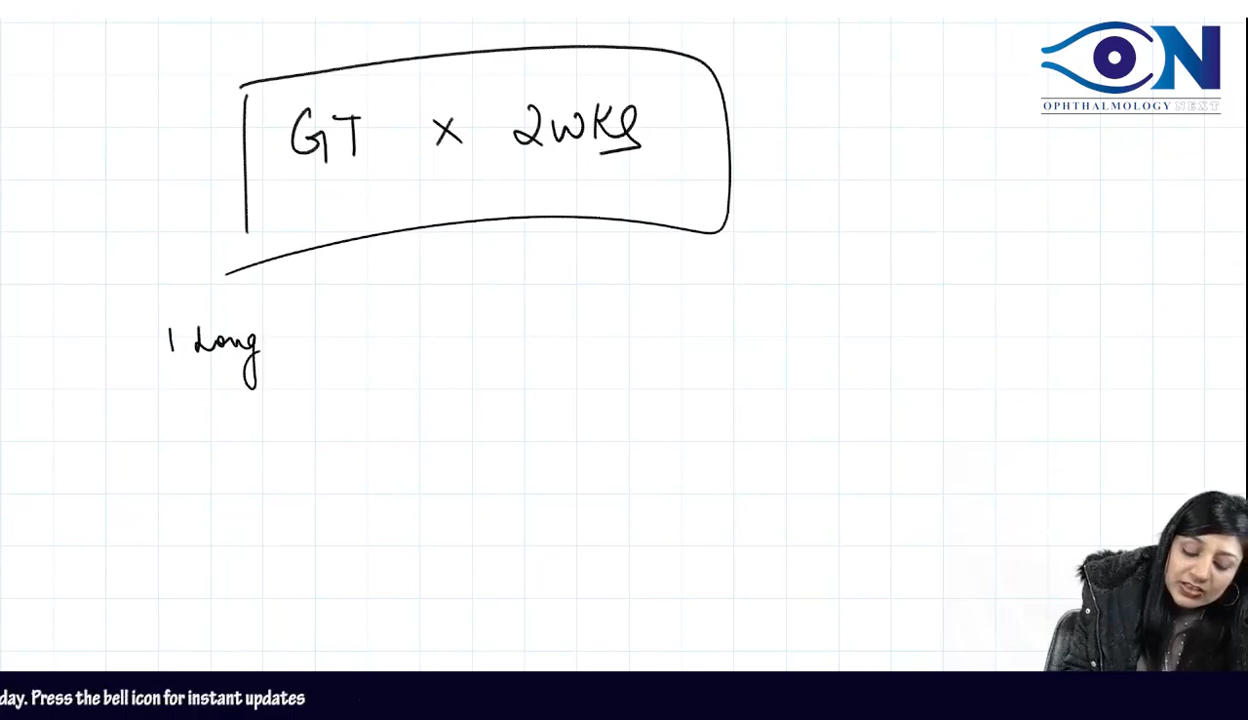 ON
OPHTHALMOLOGY NEXT
GT x 2wks
1 Long
day. Press the bell icon for instant updates